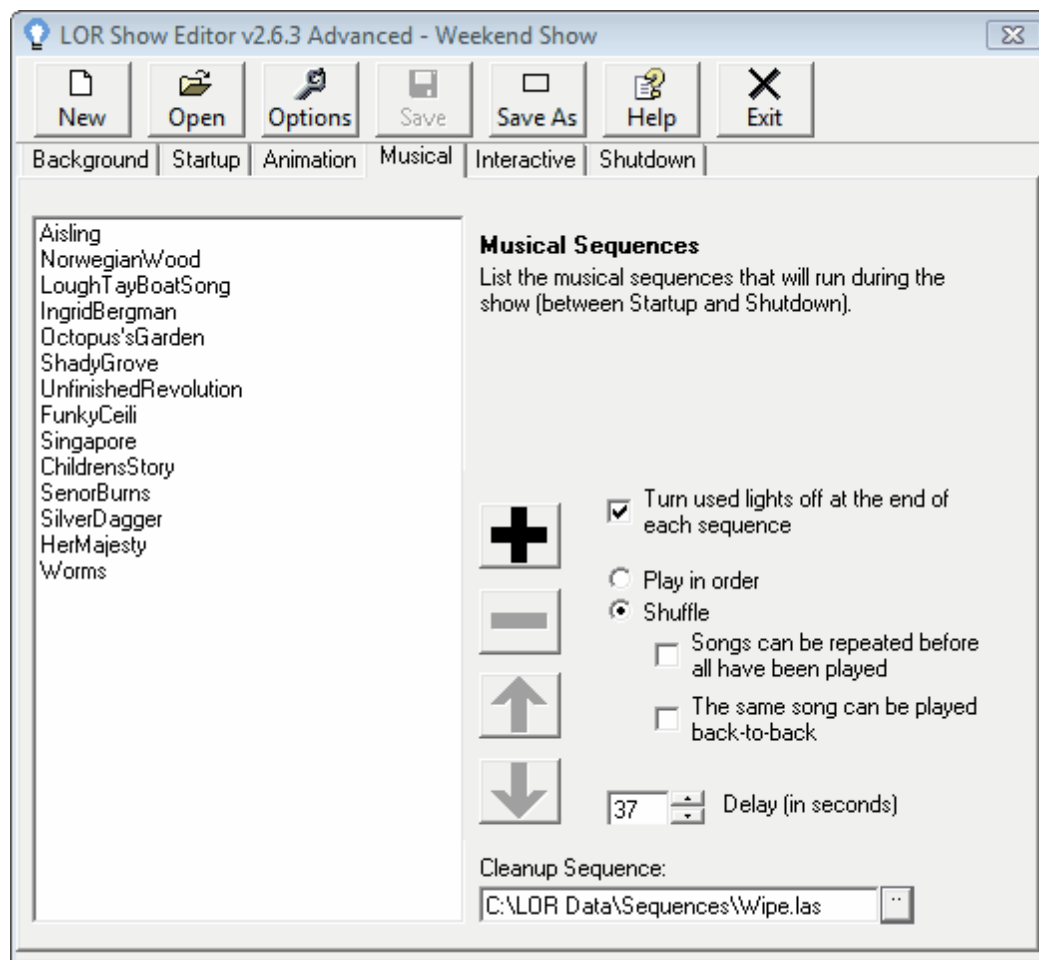 LOR Show Editor v2.6.3 Advanced - Weekend Show
New Open Options Save Save As Help Exit
Background Startup Animation Musical Interactive Shutdown
Aisling
NorwegianWood
LoughTayBoatSong
IngridBergman
Octopus'sGarden
ShadyGrove
UnfinishedRevolution
FunkyCeili
Singapore
ChildrensStory
SenorBurns
SilverDagger
HerMajesty
Worms
Musical Sequences
List the musical sequences that will run during the
show (between Startup and Shutdown).
Turn used lights off at the end of
each sequence
Play in order
Shuffle
Songs can be repeated before
all have been played
The same song can be played
back-to-back
37 Delay (in seconds)
Cleanup Sequence:
C:\LOR Data\Sequences\Wipe.las ..